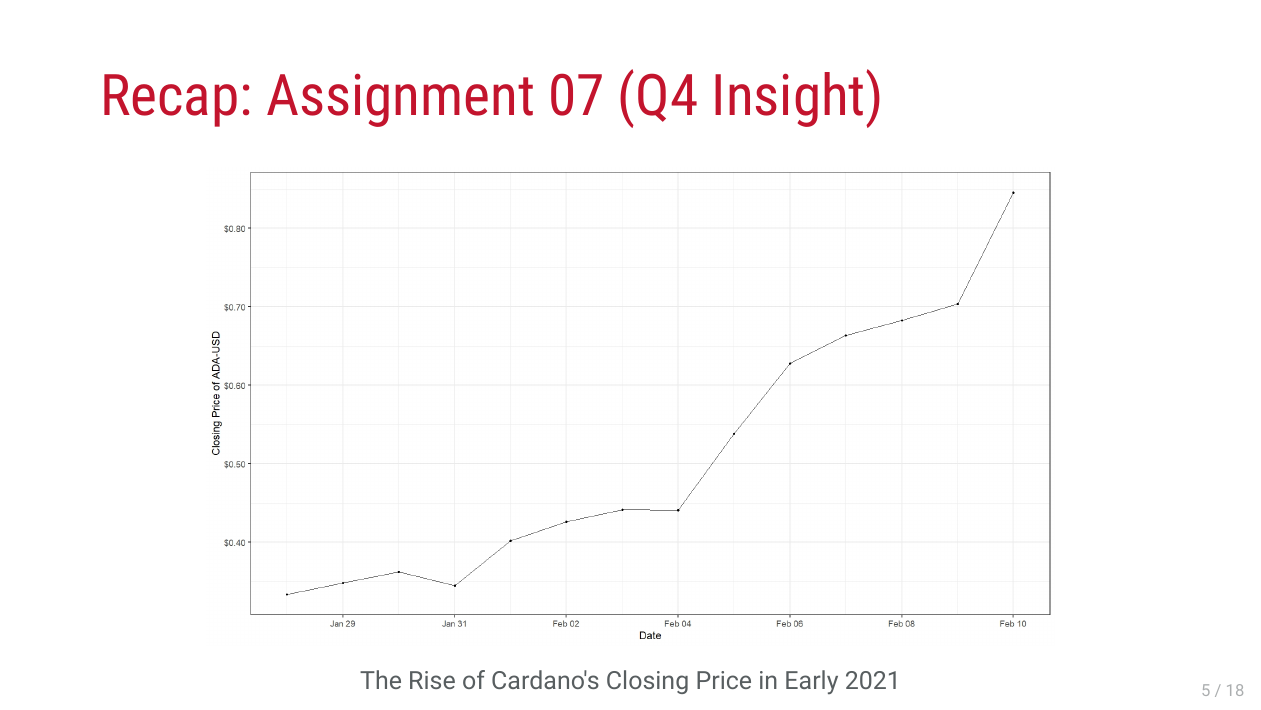 Recap: Assignment 07 (Q4 Insight)
$0.80
$0.70
$0.60
$0.50
$0.40
Closing Price of ADA-USD
Jan 29 Jan 31 Feb 02 Feb 04 Feb 06 Feb 08 Feb 10
Date
The Rise of Cardano's Closing Price in Early 2021
5 / 18